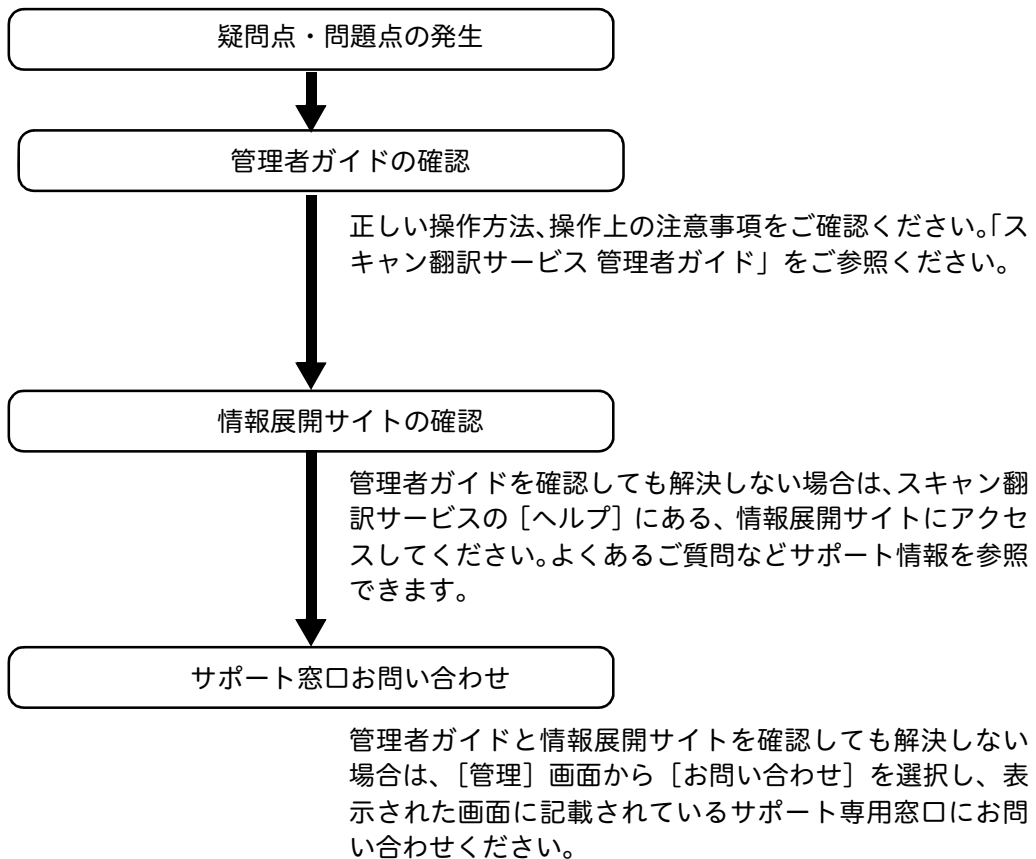 疑問点・問題点の発生
管理者ガイドの確認
正しい操作方法、操作上の注意事項をご確認ください。「ス
キャン翻訳サービス 管理者ガイド」をご参照ください。
情報展開サイトの確認
管理者ガイドを確認しても解決しない場合は、スキャン翻
訳サービスの［ヘルプ］にある、情報展開サイトにアクセ
スしてください。よくあるご質問などサポート情報を参照
できます。
サポート窓口お問い合わせ
管理者ガイドと情報展開サイトを確認しても解決しない
場合は、［管理］画面から［お問い合わせ］を選択し、表
示された画面に記載されているサポート専用窓口にお問
い合わせください。